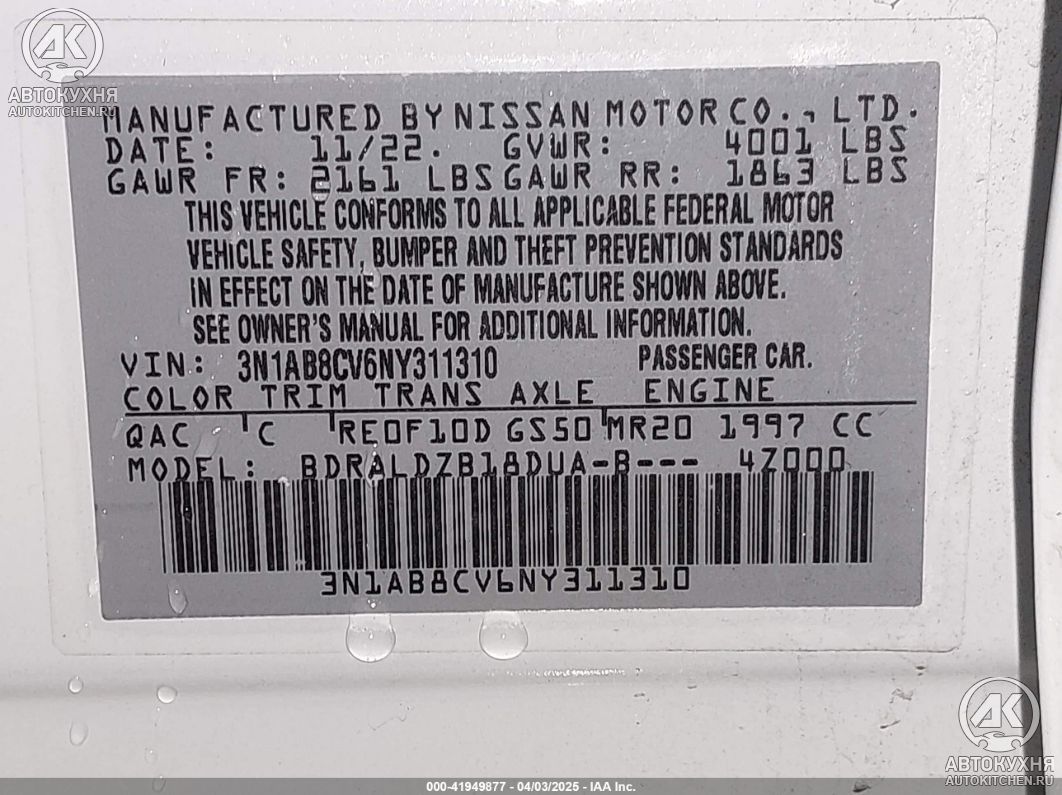 АК
АВТОКУХНЯ
AUTOKITCHEN.RU
MANUFACTURED BY NISSAN MOTOR CO., LTD.
DATE: 11/22. GVWR: 4001 LBS
GAWR FR: 2161 LBS GAWR RR: 1863 LBS
THIS VEHICLE CONFORMS TO ALL APPLICABLE FEDERAL MOTOR
VEHICLE SAFETY, BUMPER AND THEFT PREVENTION STANDARDS
IN EFFECT ON THE DATE OF MANUFACTURE SHOWN ABOVE.
SEE OWNER'S MANUAL FOR ADDITIONAL INFORMATION.
VIN: 3N1AB8CV6NY311310 PASSENGER CAR.
COLOR TRIM TRANS AXLE ENGINE
QAC C RE0F10D GS50 MR20 1997 CC
MODEL: BDRALDZB18DUA-B--- 4Z000
3N1AB8CV6NY311310
АК
АВТОКУХНЯ
AUTOKITCHEN.RU
000-41949877 - 04/03/2025 - IAA Inc.